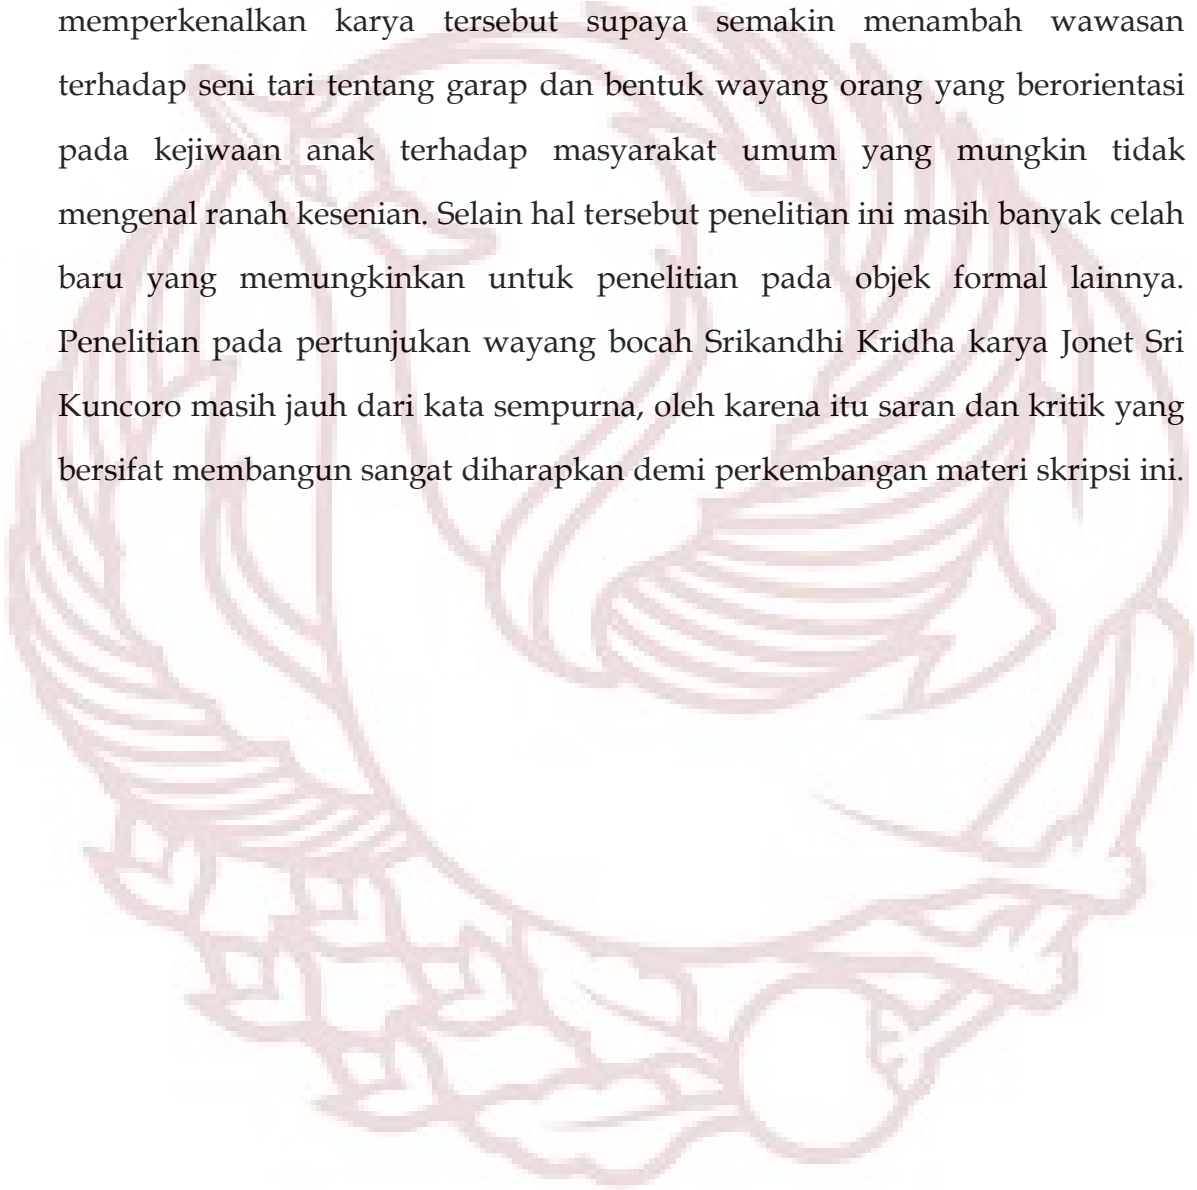 memperkenalkan karya tersebut supaya semakin menambah wawasan
terhadap seni tari tentang garap dan bentuk wayang orang yang berorientasi
pada kejiwaan anak terhadap masyarakat umum yang mungkin tidak
mengenal ranah kesenian. Selain hal tersebut penelitian ini masih banyak celah
baru yang memungkinkan untuk penelitian pada objek formal lainnya.
Penelitian pada pertunjukan wayang bocah Srikandhi Kridha karya Jonet Sri
Kuncoro masih jauh dari kata sempurna, oleh karena itu saran dan kritik yang
bersifat membangun sangat diharapkan demi perkembangan materi skripsi ini.